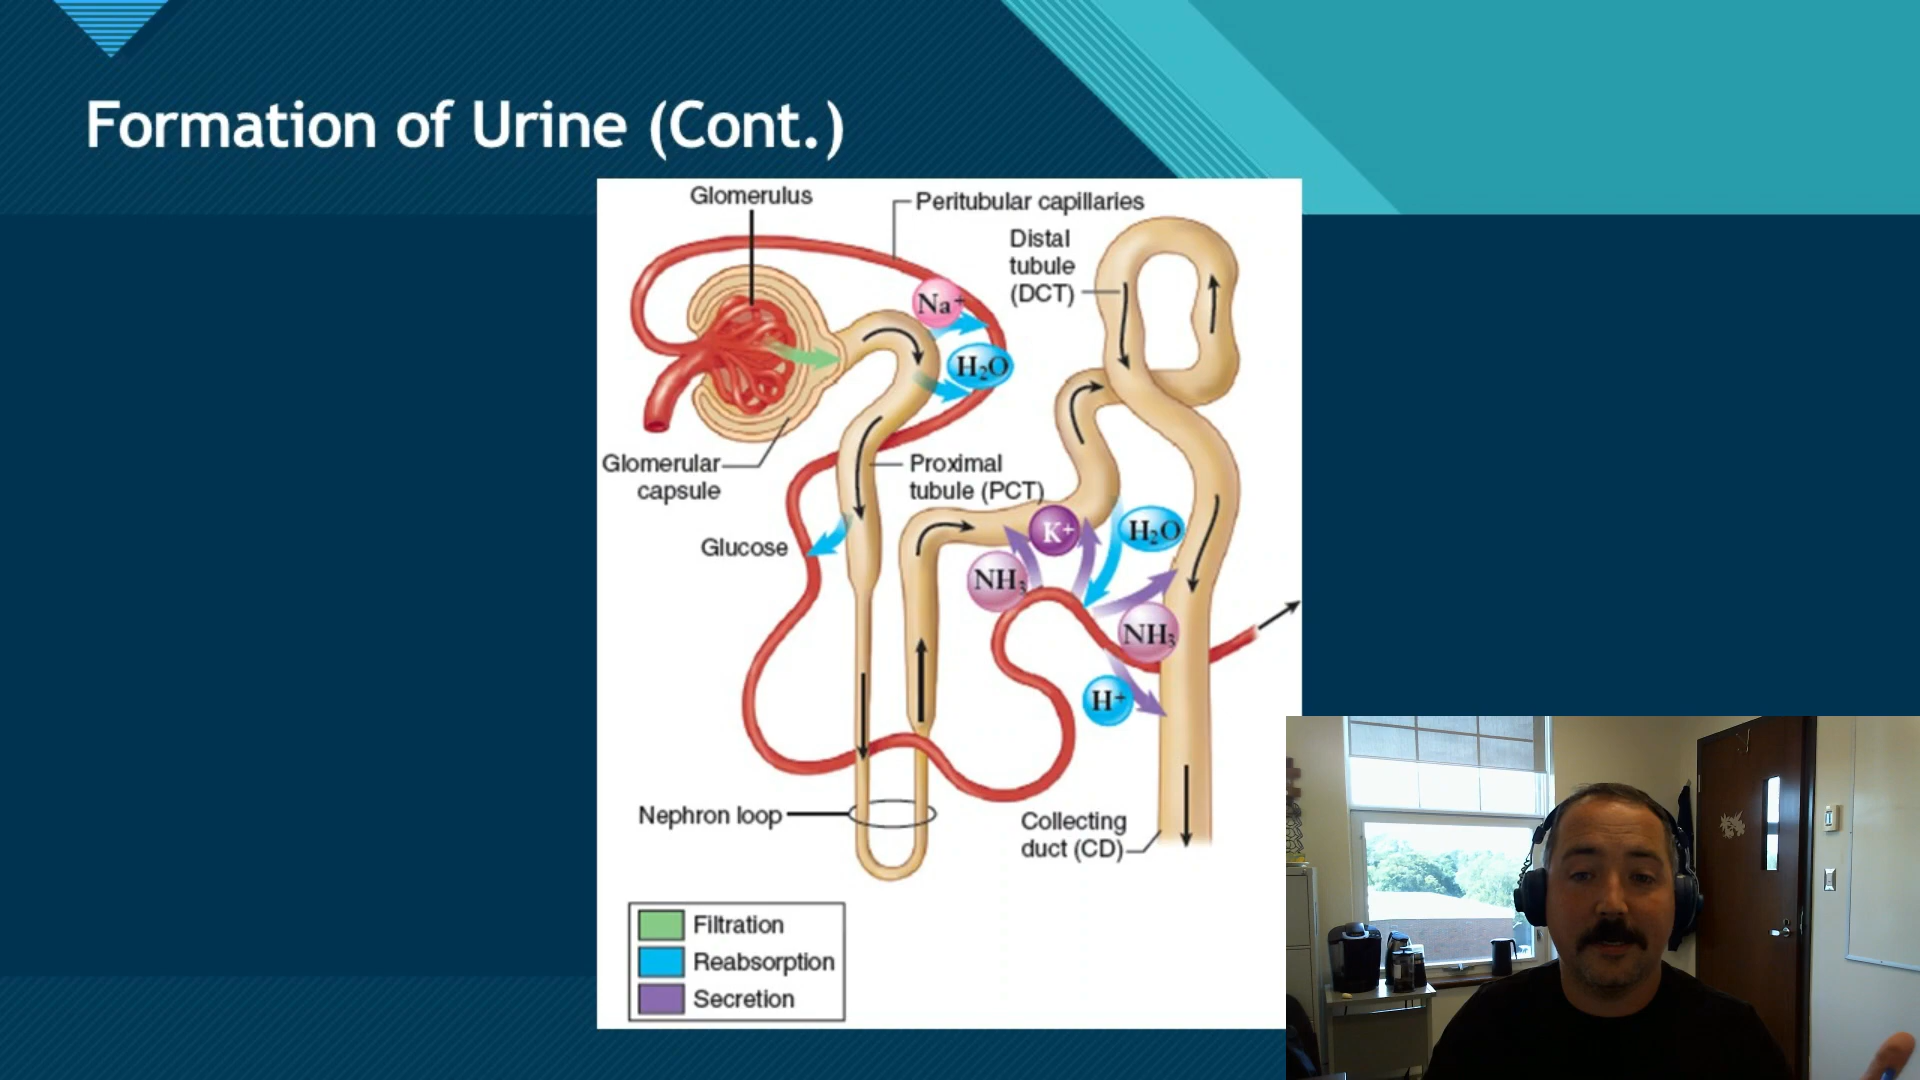 Formation of Urine (Cont.)
Glomerulus
Peritubular capillaries
Distal
tubule
(DCT)
Na⁺
H₂O
Glomerular
capsule
Proximal
tubule (PCT)
Glucose
K⁺
H₂O
NH₃
NH₃
H⁺
Nephron loop
Collecting
duct (CD)
Filtration
Reabsorption
Secretion